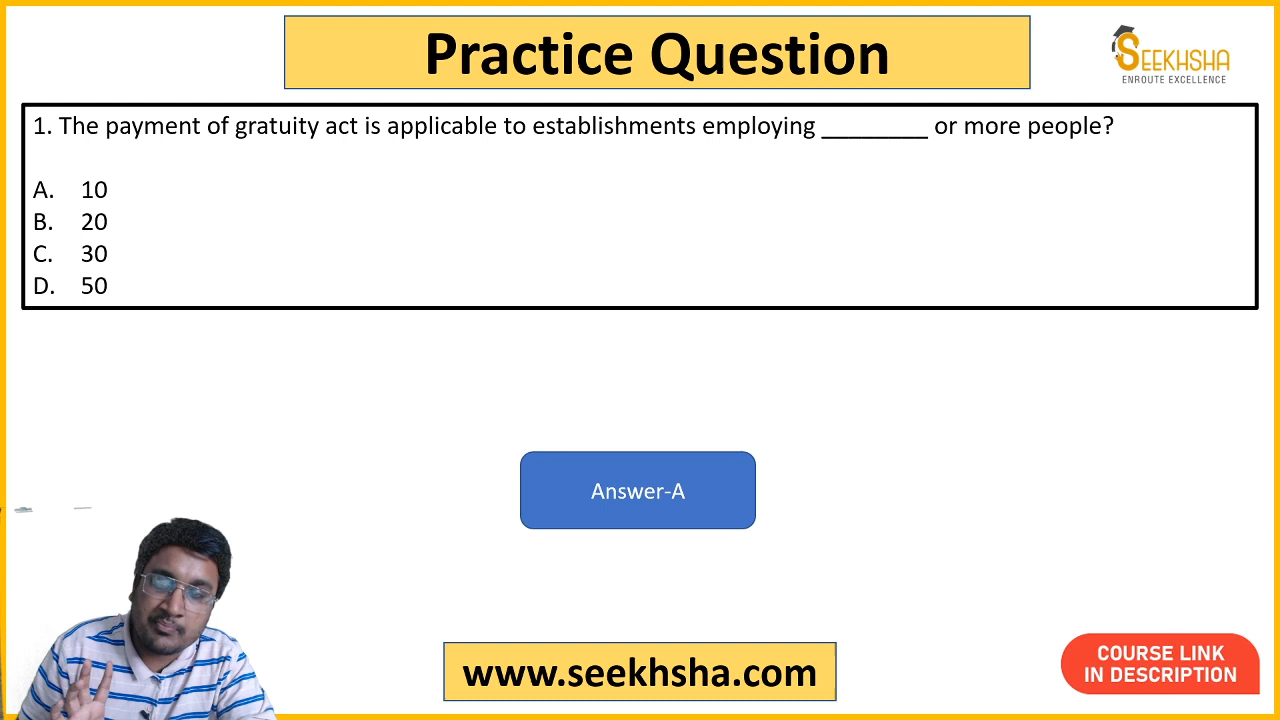 Practice Question
SEEKHSHA
ENROUTE EXCELLENCE
1. The payment of gratuity act is applicable to establishments employing ________ or more people?
A. 10
B. 20
C. 30
D. 50
Answer-A
www.seekhsha.com
COURSE LINK
IN DESCRIPTION